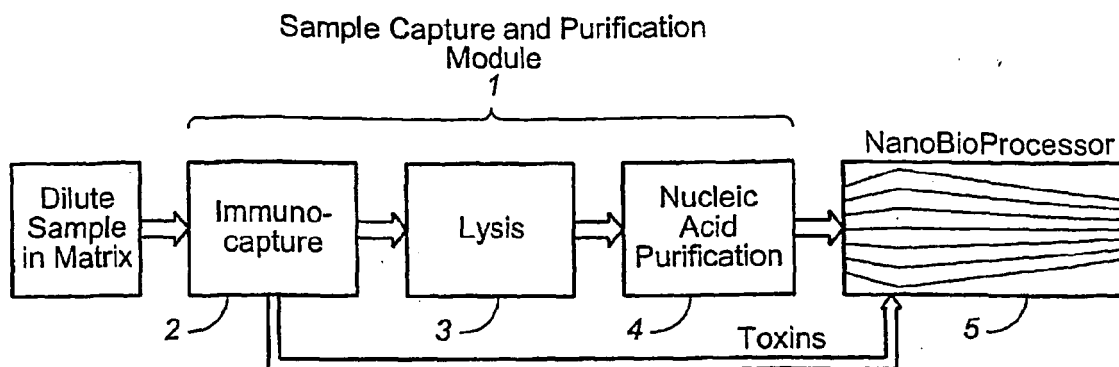 Sample Capture and Purification
Module
1
NanoBioProcessor
Dilute
Sample
in Matrix
Immuno-
capture
Lysis
Nucleic
Acid
Purification
2
3
4
5
Toxins